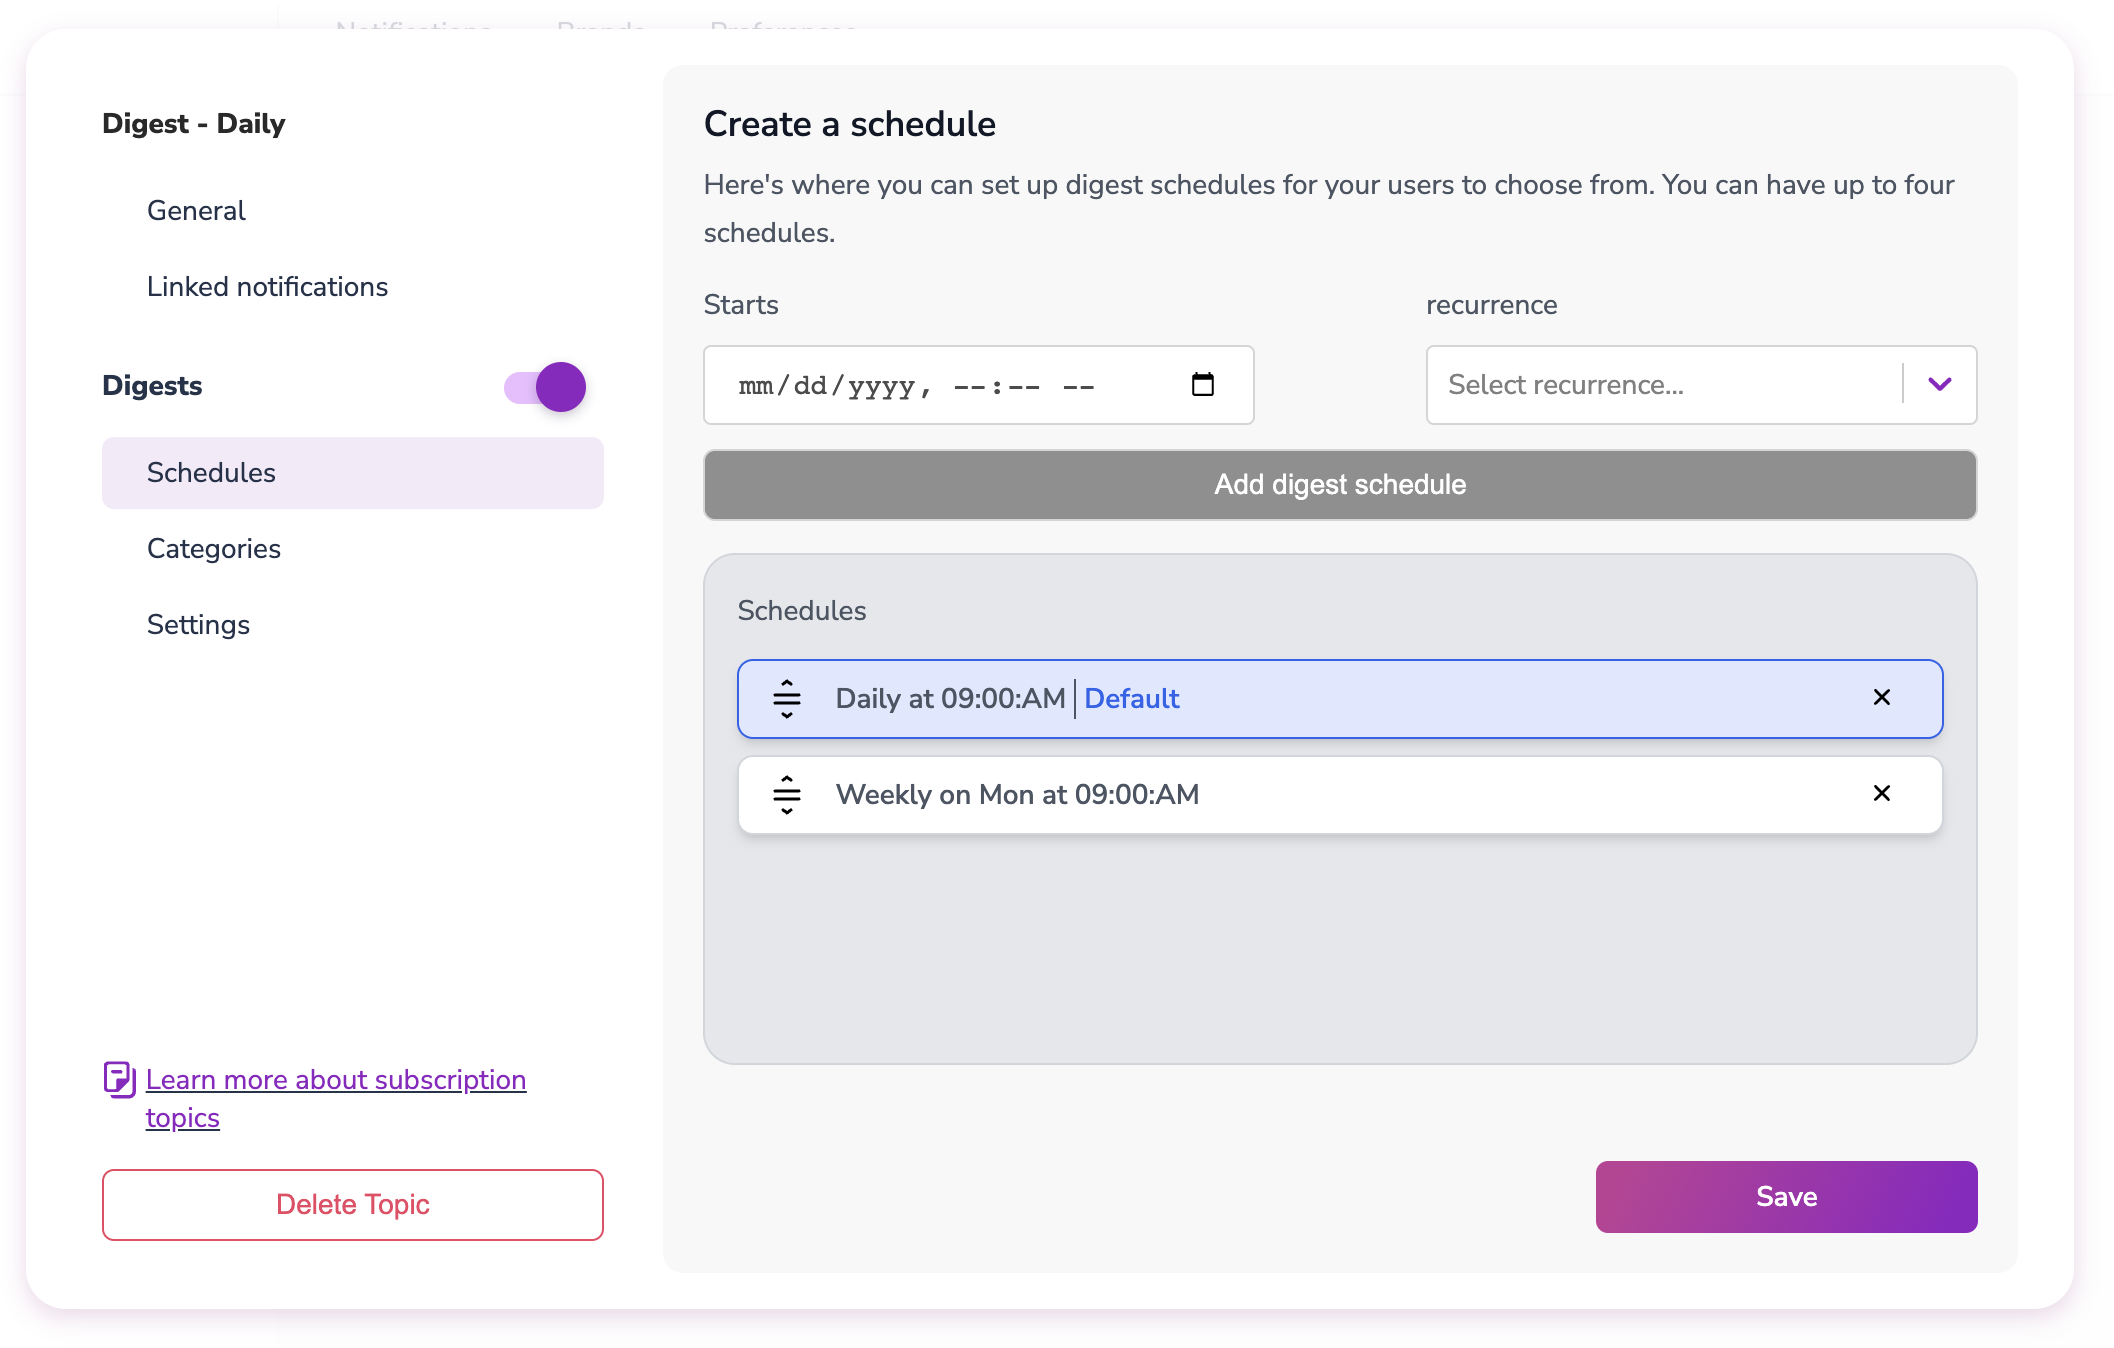 Notifications Brands Preferences
Digest - Daily
General
Linked notifications
Digests
Schedules
Categories
Settings
Learn more about subscription
topics
Delete Topic
Create a schedule
Here's where you can set up digest schedules for your users to choose from. You can have up to four
schedules.
Starts
recurrence
mm/dd/yyyy, --:-- --
Select recurrence...
Add digest schedule
Schedules
Daily at 09:00:AM | Default
Weekly on Mon at 09:00:AM
Save